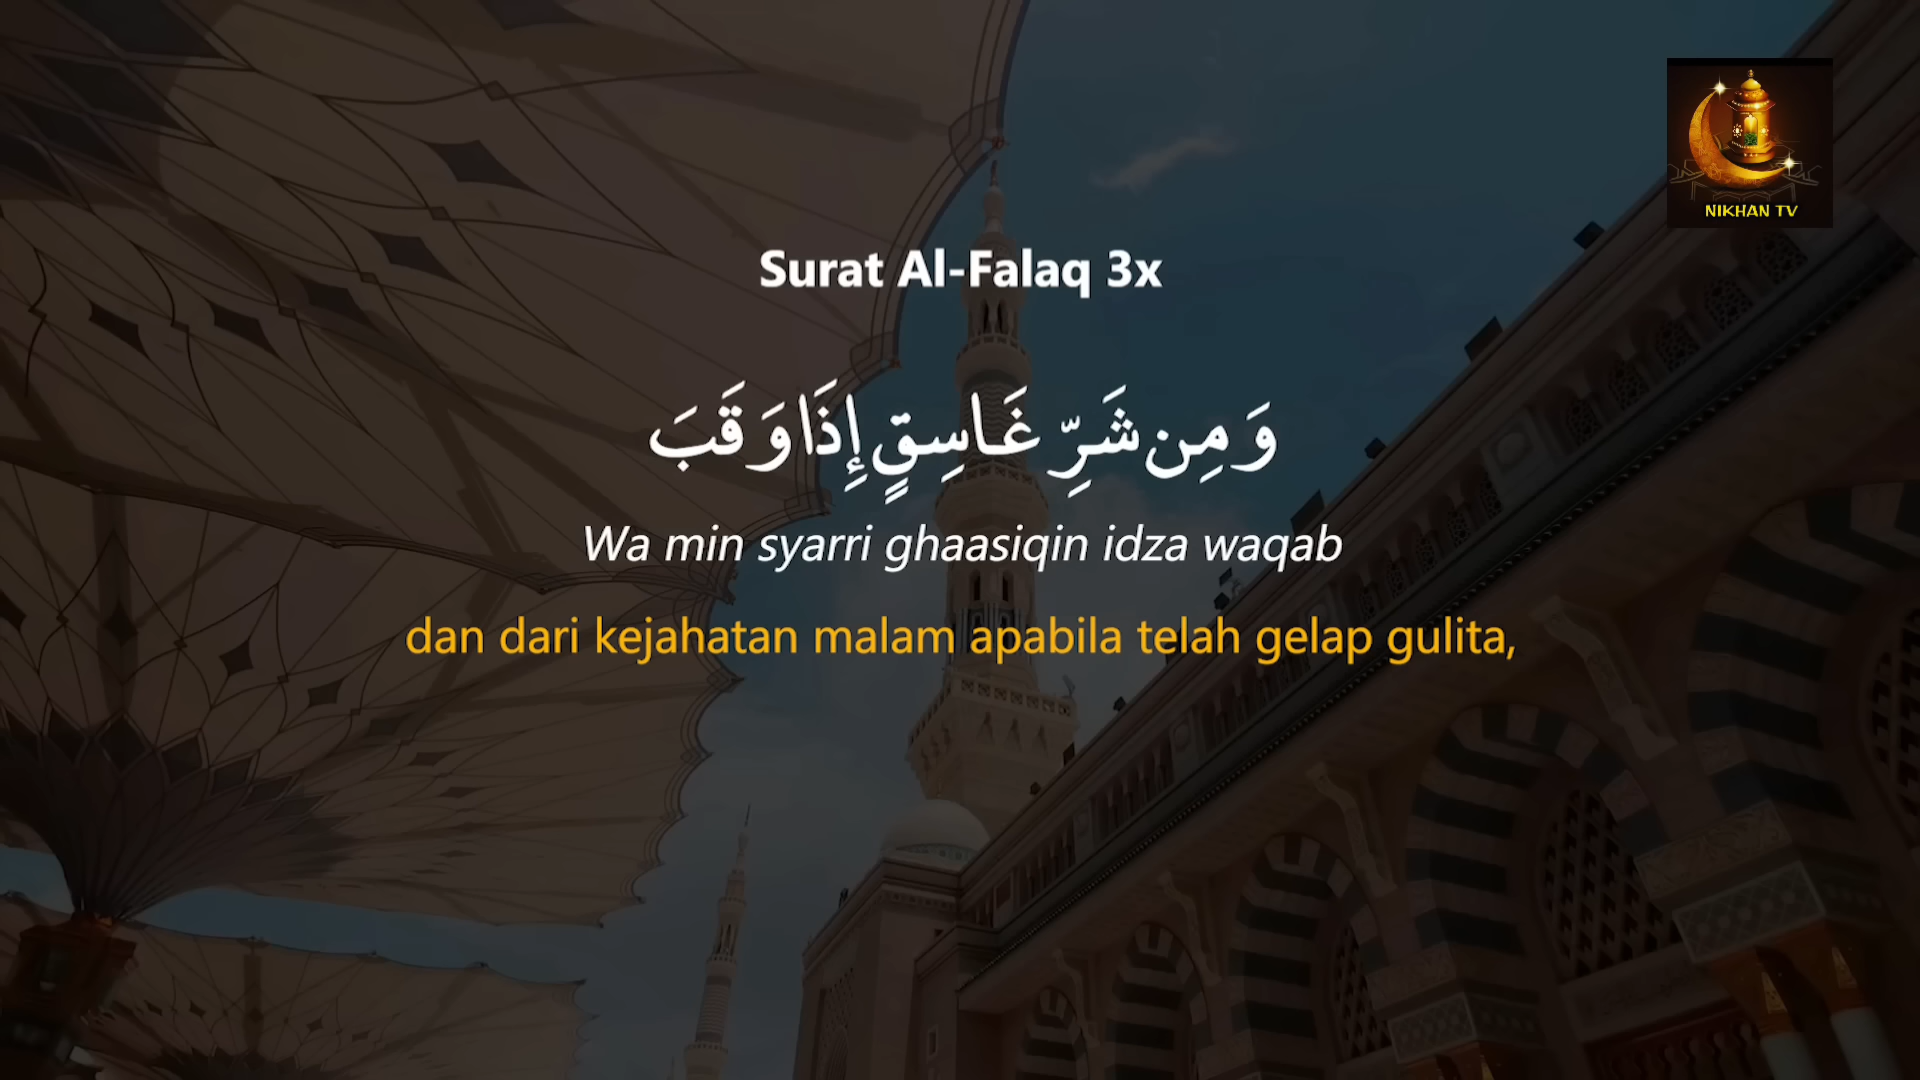 NIKHAN TV
Surat Al-Falaq 3x
وَمِن شَرِّ غَاسِقٍ إِذَا وَقَبَ
Wa min syarri ghaasiqin idza waqab
dan dari kejahatan malam apabila telah gelap gulita,